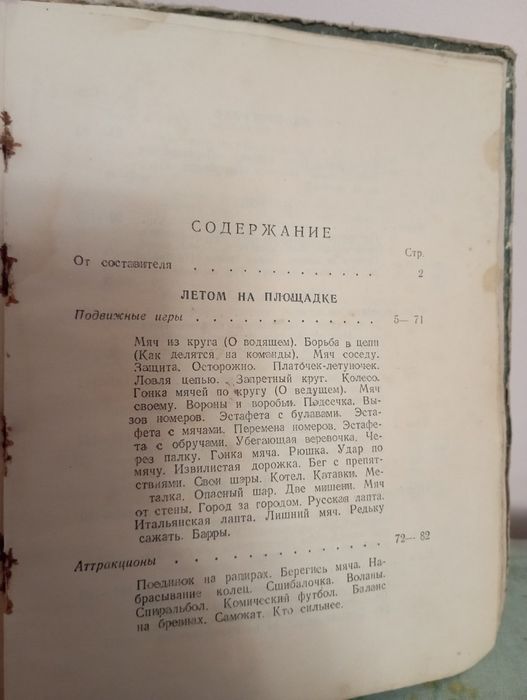 СОДЕРЖАНИЕ
Стр.
От составителя . . . . . . . . . . . . . 2
ЛЕТОМ НА ПЛОЩАДКЕ
Подвижные игры . . . . . . . . . . . . . 5— 71
Мяч из круга (О водящем). Борьба в цепи
(Как делятся на команды). Мяч соседу.
Защита. Осторожно. Платочек-летуночек.
Ловля цепью. Запретный круг. Колесо.
Гонка мячей по кругу (О ведущем). Мяч
своему. Вороны и воробьи. Подсечка. Вы-
зов номеров. Эстафета с булавами. Эста-
фета с мячами. Перемена номеров. Эстафе-
та с обручами. Убегающая веревочка. Че-
рез палку. Гонка мяча. Рюшка. Удар по
мячу. Извилистая дорожка. Бег с препят-
ствиями. Свои шары. Котел. Катавки. Ме-
талка. Опасный шар. Две мишени. Мяч
от стены. Город за городом. Русская лапта.
Итальянская лапта. Лишний мяч. Редьку
сажать. Барры.
Аттракционы . . . . . . . . . . . . . 72— 82
Поединок на рапирах. Берегись мяча. На-
брасывание колец. Сшибалочка. Воланы.
Спиральбол. Комический футбол. Баланс
на бревнах. Самокат. Кто сильнее.